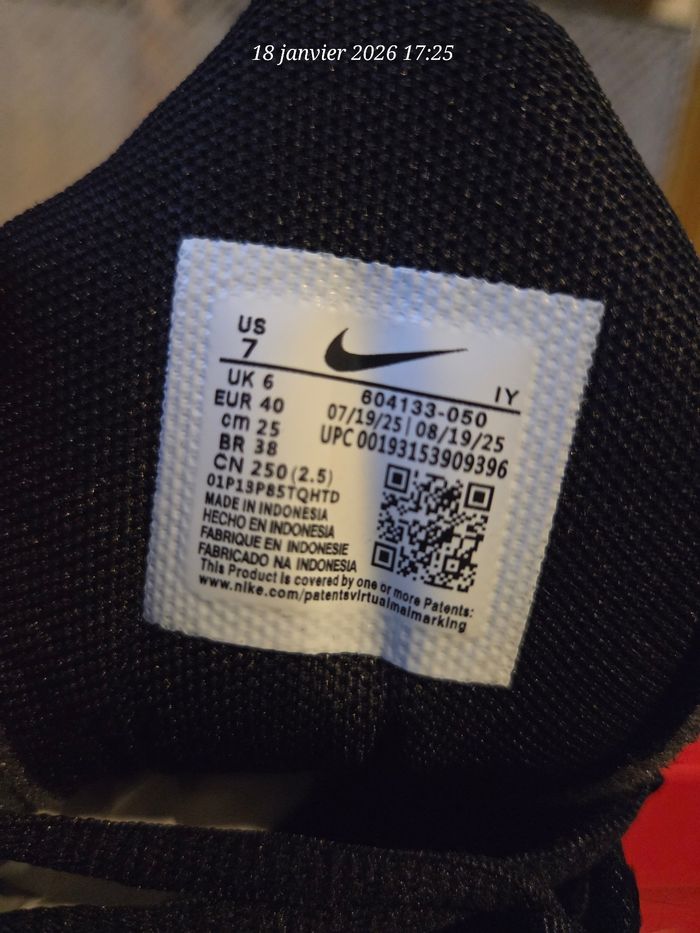 18 janvier 2026 17:25
US
7
UK 6
EUR 40
cm 25
BR 38
CN 250 (2.5)
01P13P85TQHTD
MADE IN INDONESIA
HECHO EN INDONESIA
FABRIQUE EN INDONESIE
FABRICADO NA INDONESIA
This Product is covered by one or more Patents:
www.nike.com/patentsvirtualmalmarking
IY
604133-050
07/19/25 | 08/19/25
UPC 00193153909396